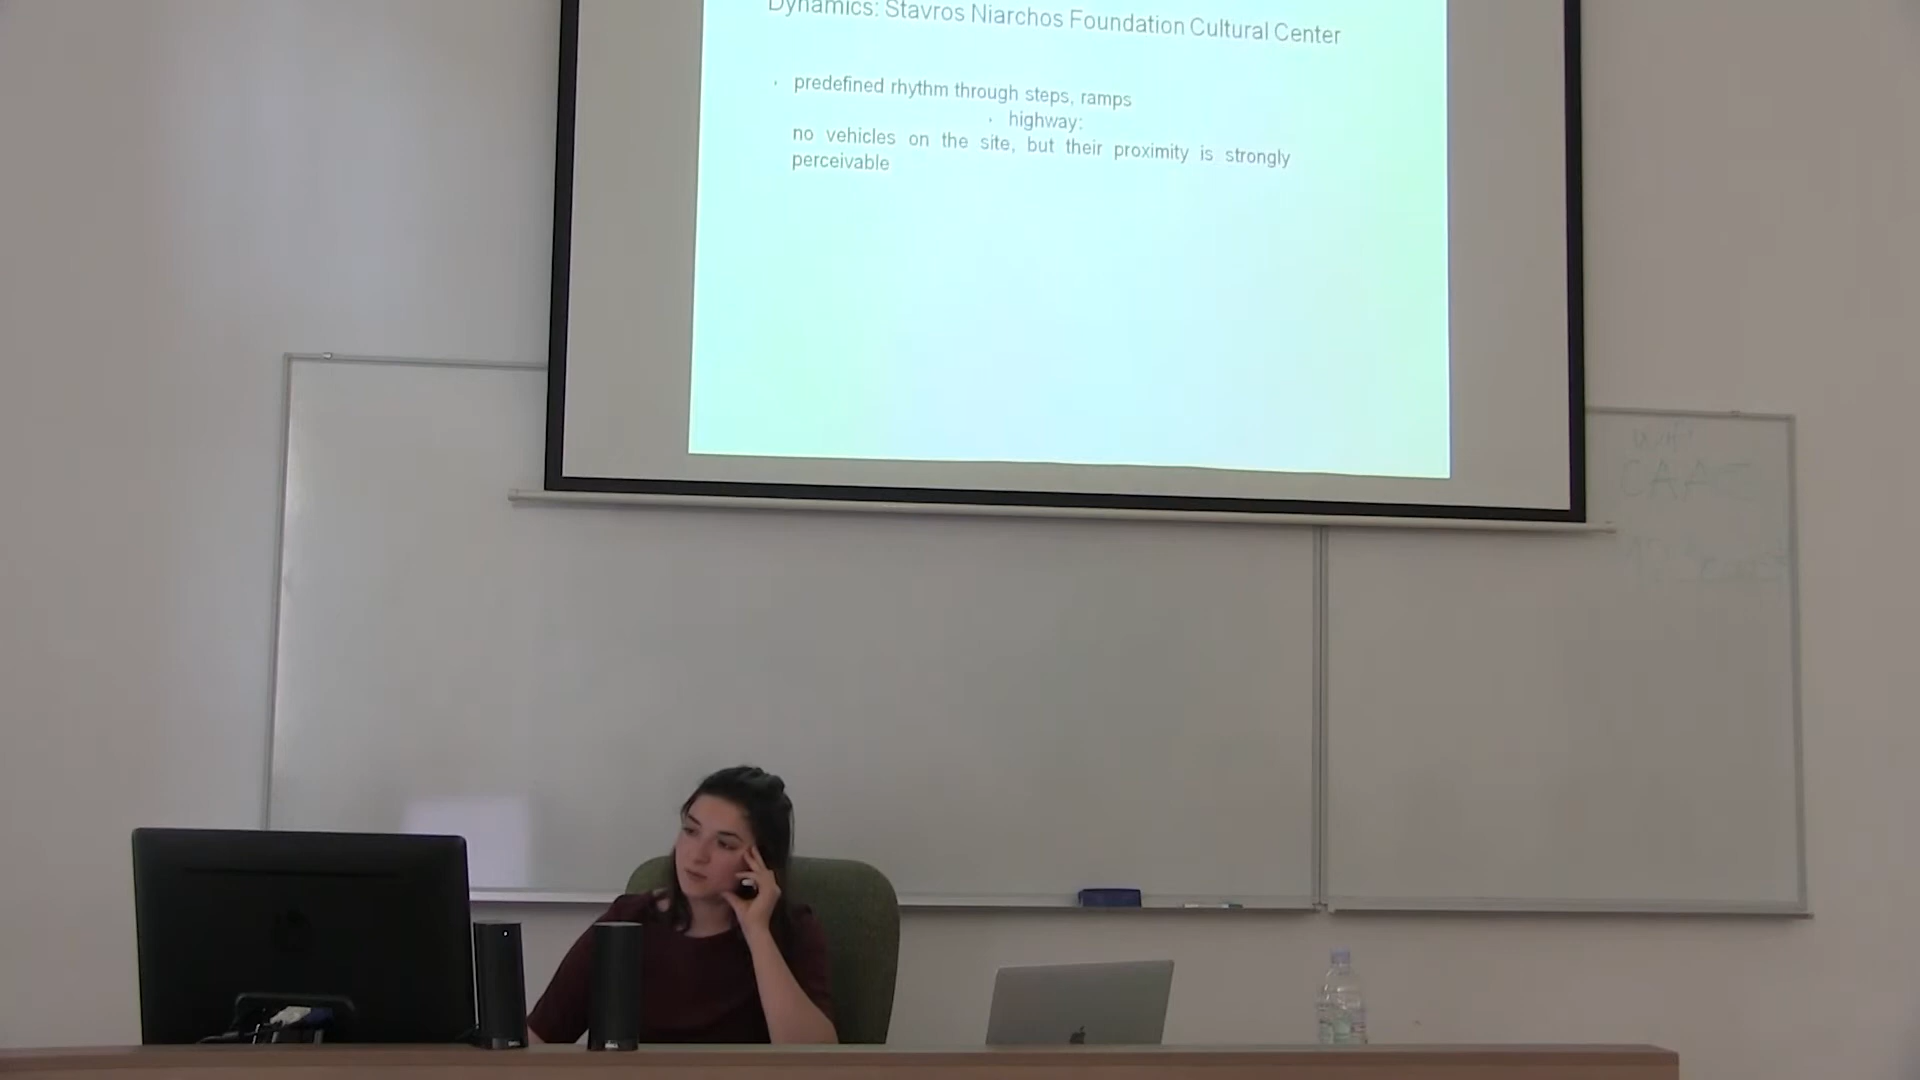 Dynamics: Stavros Niarchos Foundation Cultural Center
· predefined rhythm through steps, ramps
· highway:
no vehicles on the site, but their proximity is strongly
perceivable